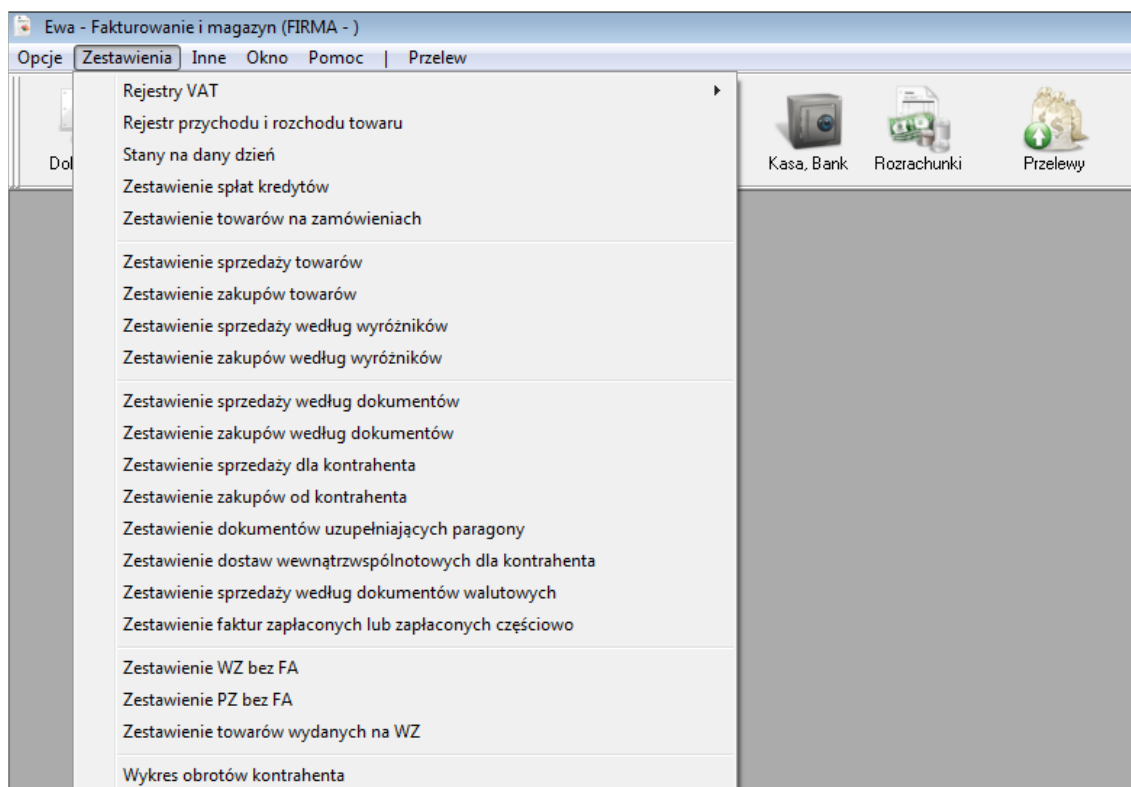 Ewa - Fakturowanie i magazyn (FIRMA - )
Opcje Zestawienia Inne Okno Pomoc | Przelew
Rejestry VAT
Rejestr przychodu i rozchodu towaru
Stany na dany dzień
Zestawienie spłat kredytów
Zestawienie towarów na zamówieniach
Zestawienie sprzedaży towarów
Zestawienie zakupów towarów
Zestawienie sprzedaży według wyróżników
Zestawienie zakupów według wyróżników
Zestawienie sprzedaży według dokumentów
Zestawienie zakupów według dokumentów
Zestawienie sprzedaży dla kontrahenta
Zestawienie zakupów od kontrahenta
Zestawienie dokumentów uzupełniających paragony
Zestawienie dostaw wewnątrzwspólnotowych dla kontrahenta
Zestawienie sprzedaży według dokumentów walutowych
Zestawienie faktur zapłaconych lub zapłaconych częściowo
Zestawienie WZ bez FA
Zestawienie PZ bez FA
Zestawienie towarów wydanych na WZ
Wykres obrotów kontrahenta
Kasa, Bank Rozrachunki Przelewy